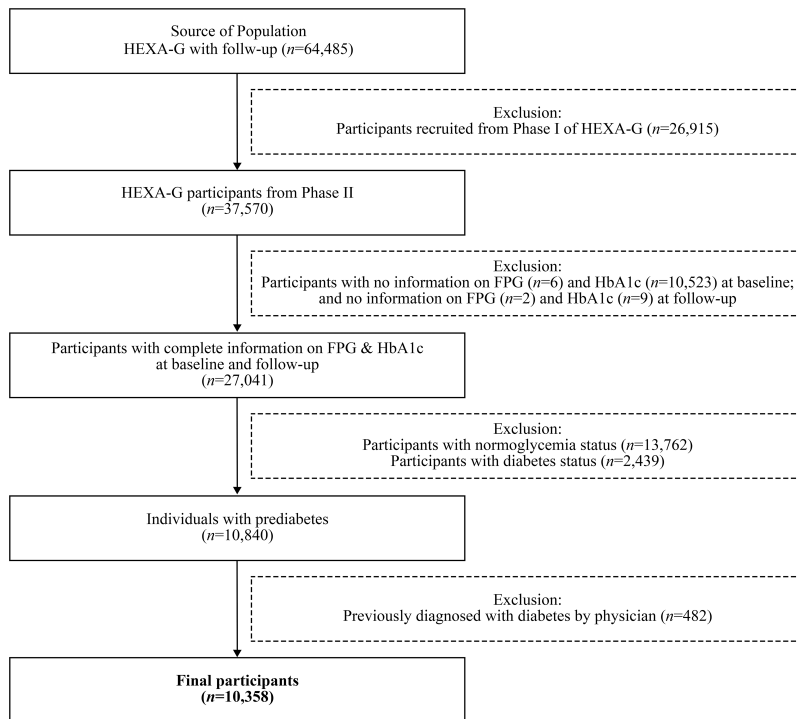 Source of Population
HEXA-G with follw-up (n=64,485)
Exclusion:
Participants recruited from Phase I of HEXA-G (n=26,915)
HEXA-G participants from Phase II
(n=37,570)
Exclusion:
Participants with no information on FPG (n=6) and HbA1c (n=10,523) at baseline;
and no information on FPG (n=2) and HbA1c (n=9) at follow-up
Participants with complete information on FPG & HbA1c
at baseline and follow-up
(n=27,041)
Exclusion:
Participants with normoglycemia status (n=13,762)
Participants with diabetes status (n=2,439)
Individuals with prediabetes
(n=10,840)
Exclusion:
Previously diagnosed with diabetes by physician (n=482)
Final participants
(n=10,358)